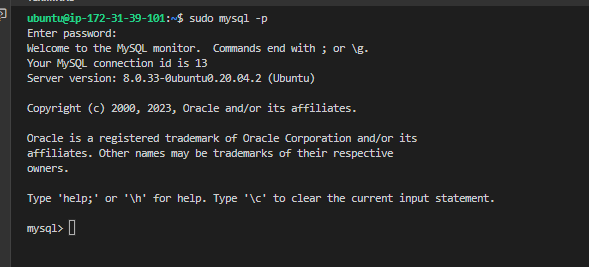 ubuntu@ip-172-31-39-101:~$ sudo mysql -p
Enter password:
Welcome to the MySQL monitor.  Commands end with ; or \g.
Your MySQL connection id is 13
Server version: 8.0.33-0ubuntu0.20.04.2 (Ubuntu)
Copyright (c) 2000, 2023, Oracle and/or its affiliates.
Oracle is a registered trademark of Oracle Corporation and/or its
affiliates. Other names may be trademarks of their respective
owners.
Type 'help;' or '\h' for help. Type '\c' to clear the current input statement.
mysql>